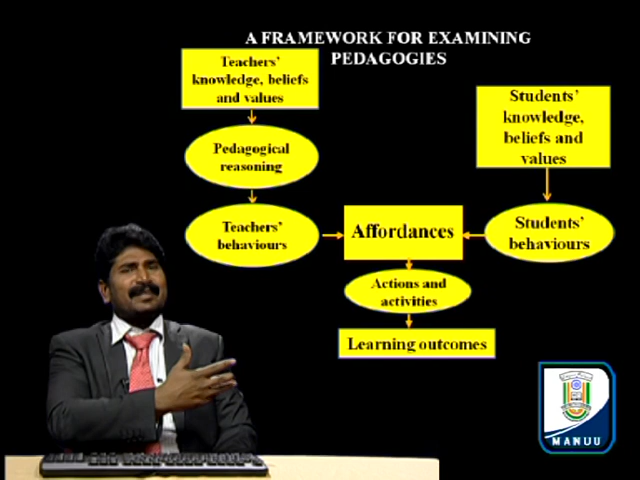 A FRAMEWORK FOR EXAMINING
PEDAGOGIES
Teachers'
knowledge, beliefs
and values
Pedagogical
reasoning
Teachers'
behaviours
Students'
knowledge,
beliefs and
values
Students'
behaviours
Affordances
Actions and
activities
Learning outcomes
MANUU